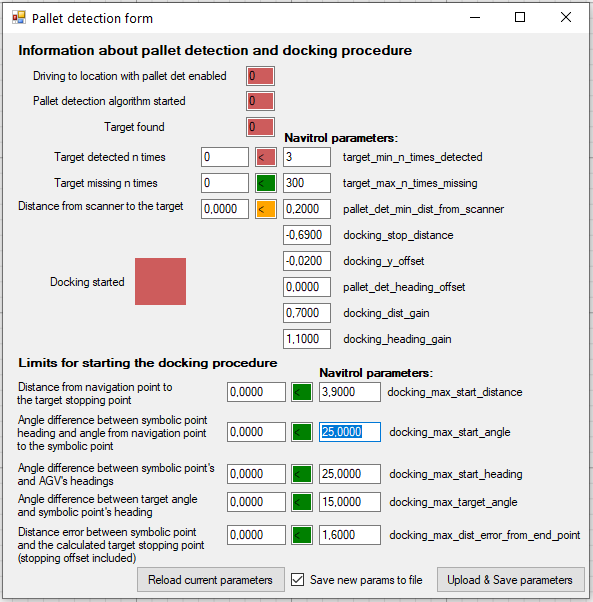 Pallet detection form
Information about pallet detection and docking procedure
Driving to location with pallet det enabled 0
Pallet detection algorithm started 0
Target found 0
Navitrol parameters:
Target detected n times 0 < 3 target_min_n_times_detected
Target missing n times 0 < 300 target_max_n_times_missing
Distance from scanner to the target 0,0000 < 0,2000 pallet_det_min_dist_from_scanner
-0,6900 docking_stop_distance
-0,0200 docking_y_offset
Docking started 0,0000 pallet_det_heading_offset
0,7000 docking_dist_gain
1,1000 docking_heading_gain
Limits for starting the docking procedure
Navitrol parameters:
Distance from navigation point to
the target stopping point 0,0000 < 3,9000 docking_max_start_distance
Angle difference between symbolic point
heading and angle from navigation point 0,0000 < 25,0000 docking_max_start_angle
to the symbolic point
Angle difference between symbolic point's
and AGV's headings 0,0000 < 25,0000 docking_max_start_heading
Angle difference between target angle
and symbolic point's heading 0,0000 < 15,0000 docking_max_target_angle
Distance error between symbolic point
and the calculated target stopping point 0,0000 < 1,6000 docking_max_dist_error_from_end_point
(stopping offset included)
Reload current parameters Save new params to file Upload & Save parameters